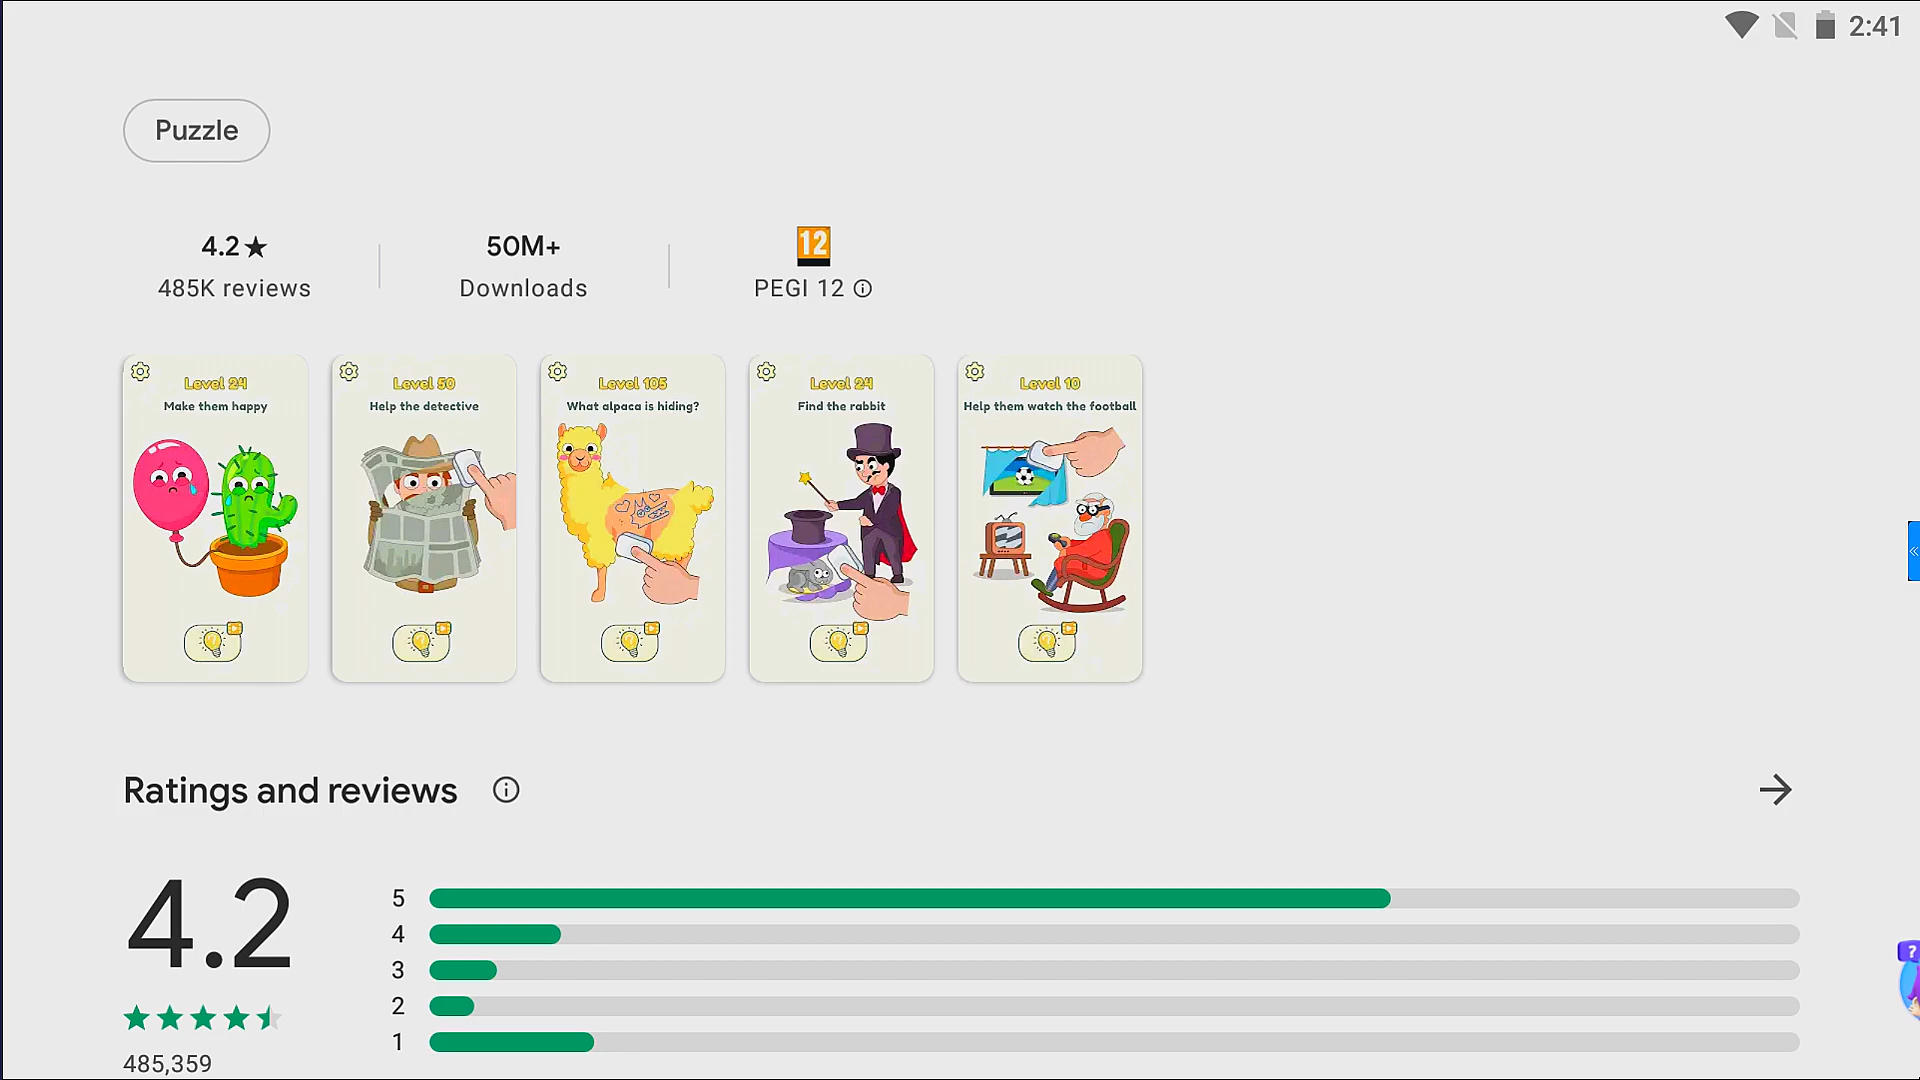 2:41
Puzzle
4.2★
485K reviews
50M+
Downloads
12
PEGI 12
Level 24
Make them happy
Level 50
Help the detective
Level 105
What alpaca is hiding?
Level 24
Find the rabbit
Level 10
Help them watch the football
Ratings and reviews
4.2
485,359
5
4
3
2
1
?